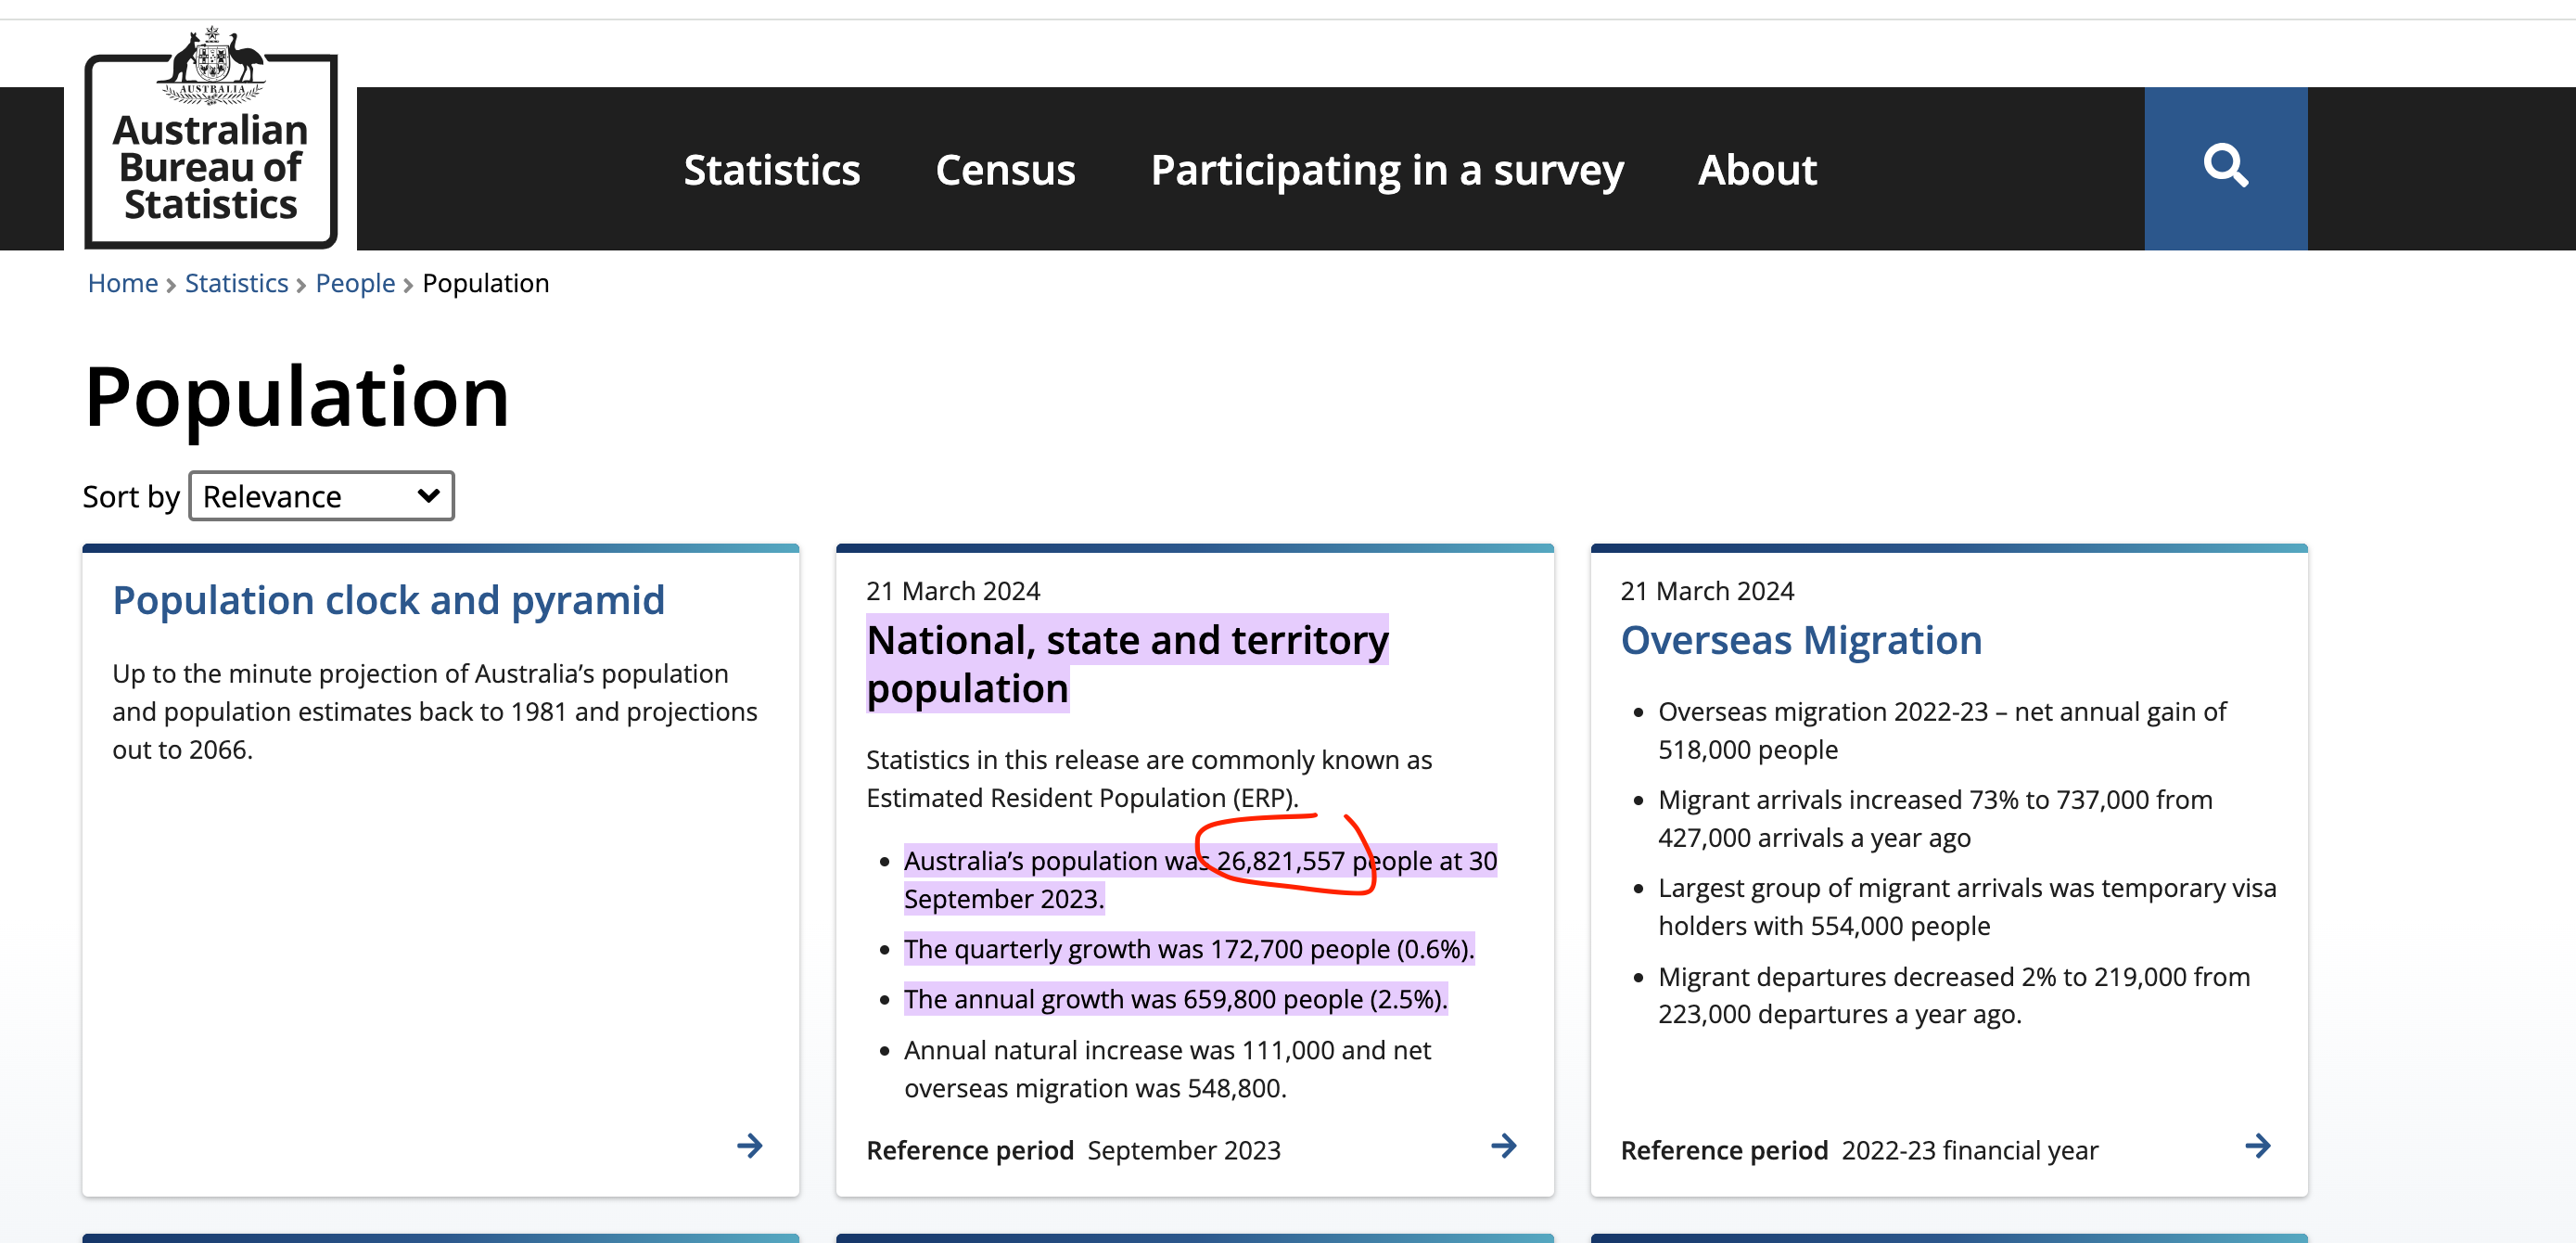 AUSTRALIA
Australian
Bureau of
Statistics
Statistics
Census
Participating in a survey
About
Home › Statistics › People › Population
Population
Sort by Relevance
Population clock and pyramid
Up to the minute projection of Australia’s population
and population estimates back to 1981 and projections
out to 2066.
21 March 2024
National, state and territory
population
Statistics in this release are commonly known as
Estimated Resident Population (ERP).
• Australia’s population was 26,821,557 people at 30
September 2023.
• The quarterly growth was 172,700 people (0.6%).
• The annual growth was 659,800 people (2.5%).
• Annual natural increase was 111,000 and net
overseas migration was 548,800.
Reference period September 2023
21 March 2024
Overseas Migration
• Overseas migration 2022-23 – net annual gain of
518,000 people
• Migrant arrivals increased 73% to 737,000 from
427,000 arrivals a year ago
• Largest group of migrant arrivals was temporary visa
holders with 554,000 people
• Migrant departures decreased 2% to 219,000 from
223,000 departures a year ago.
Reference period 2022-23 financial year